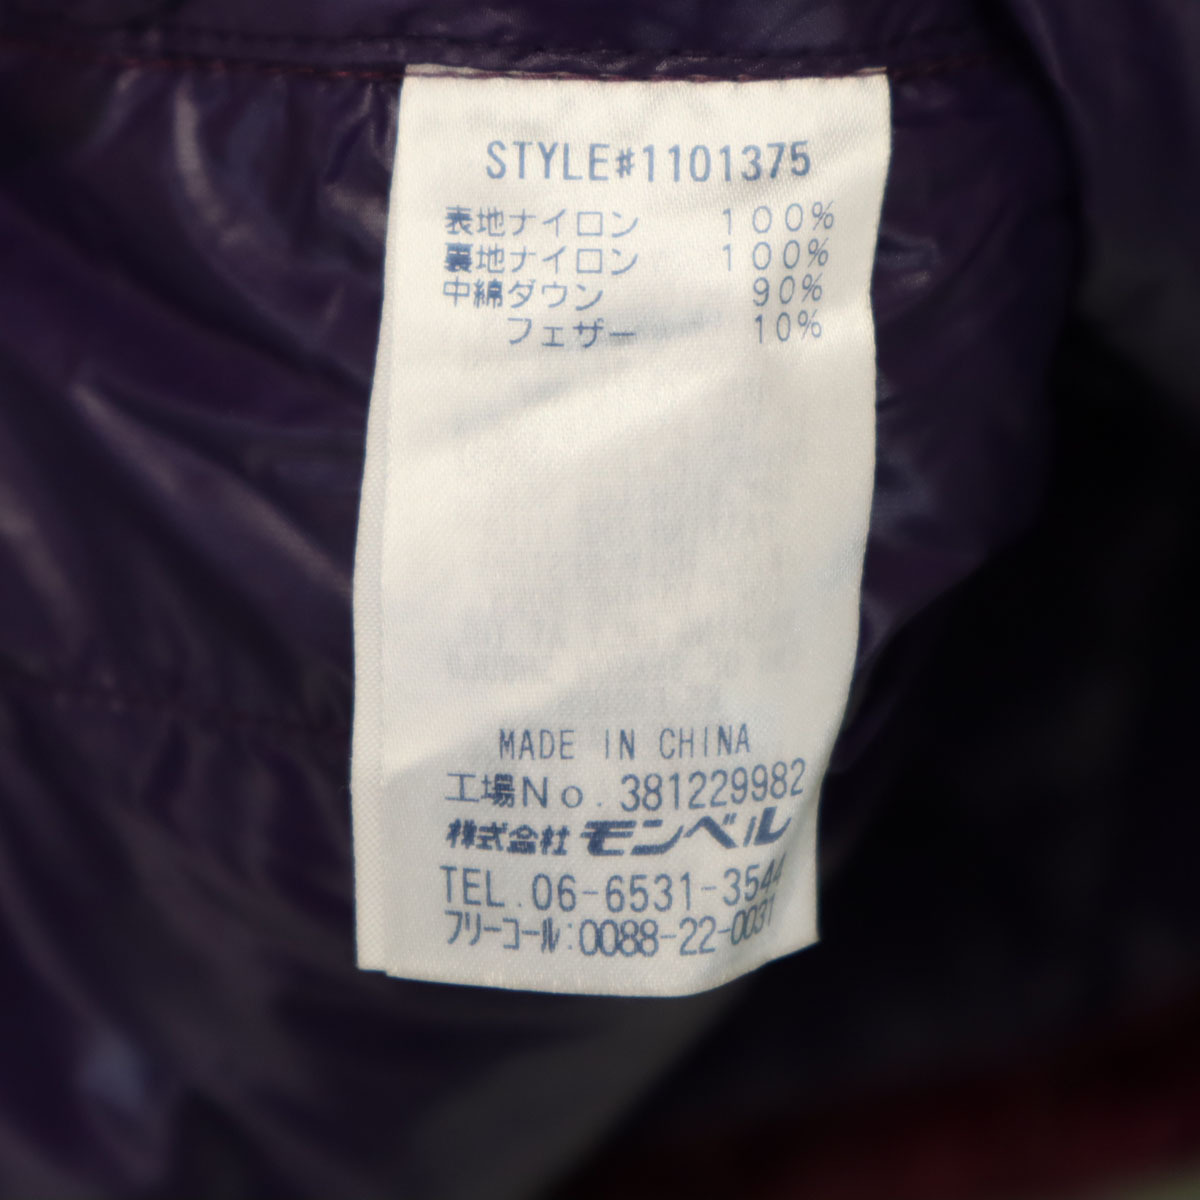 STYLE#1101375
表地ナイロン 100%
裏地ナイロン 100%
中綿ダウン 90%
フェザー 10%
MADE IN CHINA
工場No. 381229982
株式会社 モンベル
TEL. 06-6531-3544
フリーコール:0088-22-0031